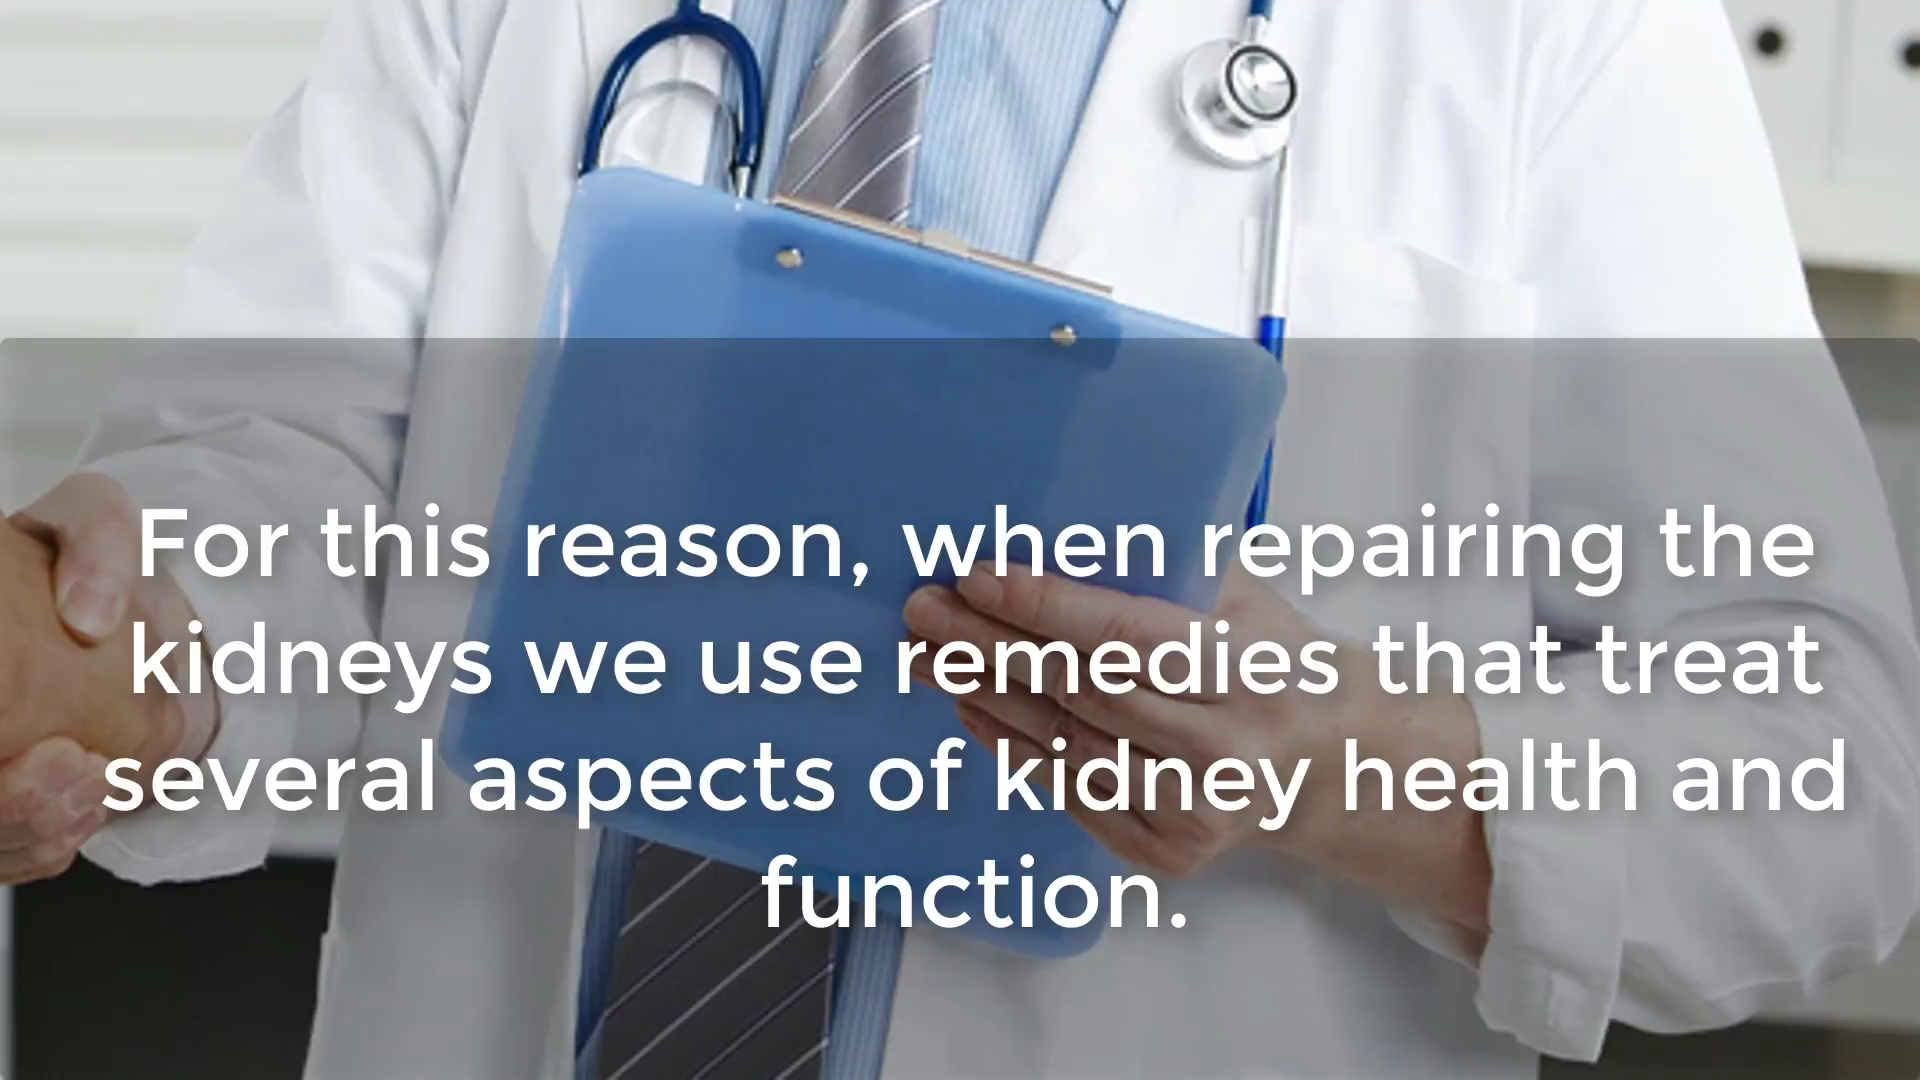 For this reason, when repairing the
kidneys we use remedies that treat
several aspects of kidney health and
function.